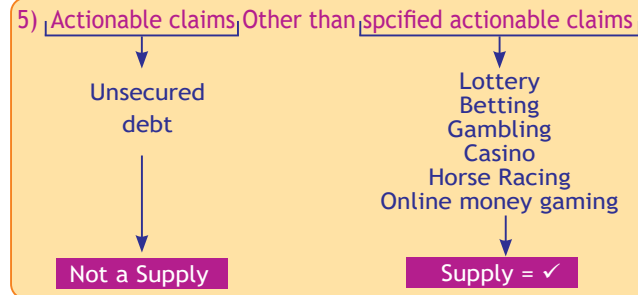 5) Actionable claims Other than spcified actionable claims
Unsecured
debt
Not a Supply
Lottery
Betting
Gambling
Casino
Horse Racing
Online money gaming
Supply = ✓